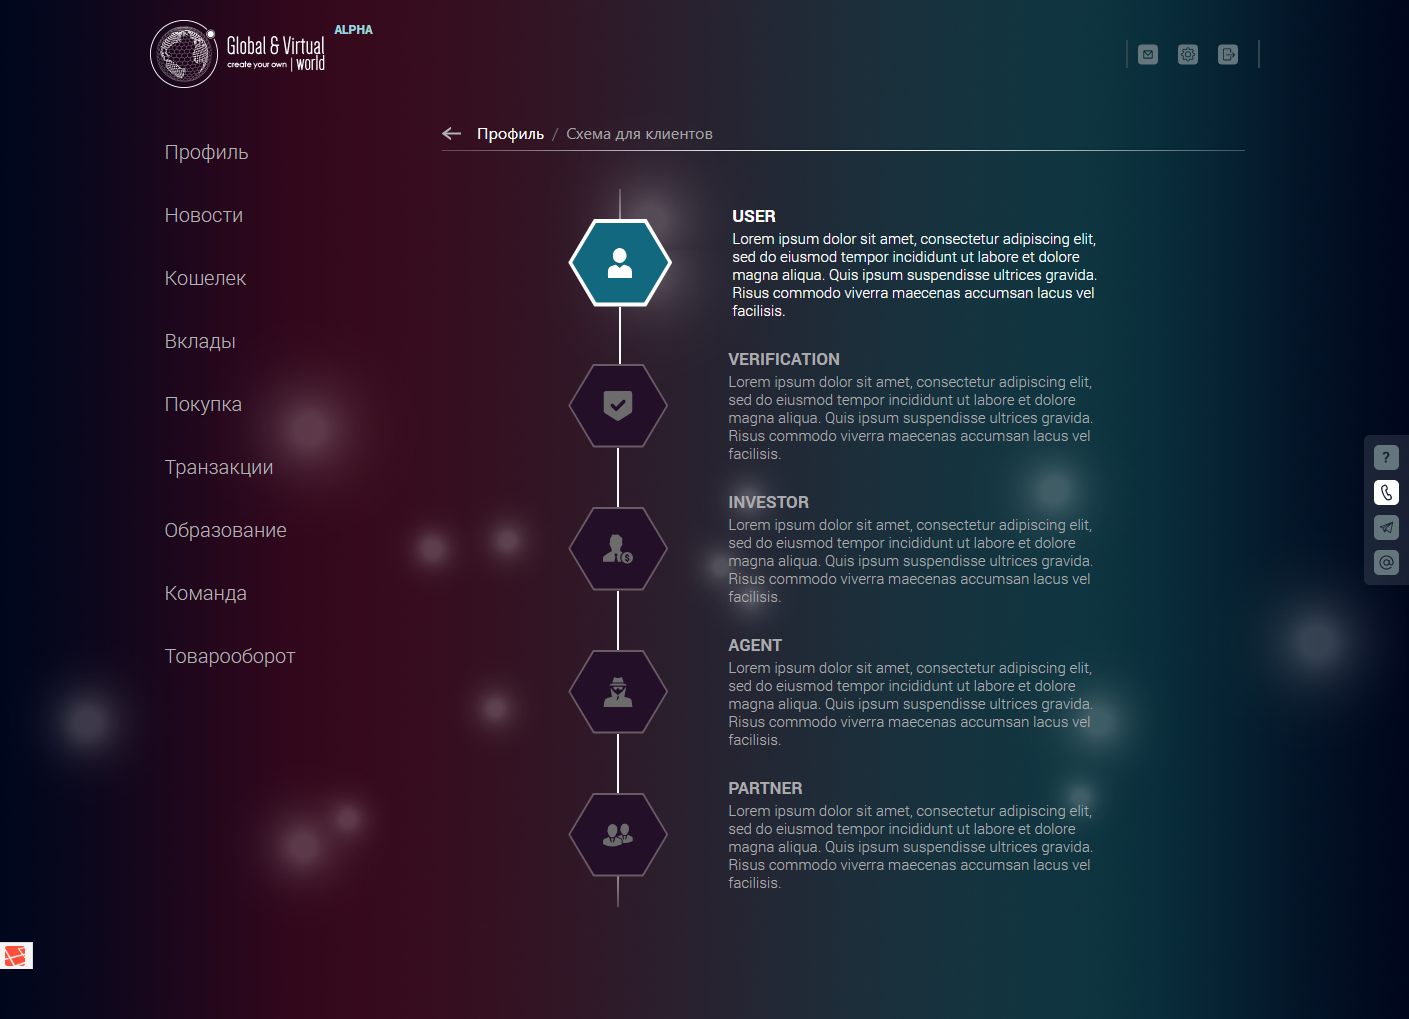 Global & Virtual
create your own | world
ALPHA
Профиль / Схема для клиентов
Профиль
Новости
Кошелек
Вклады
Покупка
Транзакции
Образование
Команда
Товарооборот
USER
Lorem ipsum dolor sit amet, consectetur adipiscing elit,
sed do eiusmod tempor incididunt ut labore et dolore
magna aliqua. Quis ipsum suspendisse ultrices gravida.
Risus commodo viverra maecenas accumsan lacus vel
facilisis.
VERIFICATION
Lorem ipsum dolor sit amet, consectetur adipiscing elit,
sed do eiusmod tempor incididunt ut labore et dolore
magna aliqua. Quis ipsum suspendisse ultrices gravida.
Risus commodo viverra maecenas accumsan lacus vel
facilisis.
INVESTOR
Lorem ipsum dolor sit amet, consectetur adipiscing elit,
sed do eiusmod tempor incididunt ut labore et dolore
magna aliqua. Quis ipsum suspendisse ultrices gravida.
Risus commodo viverra maecenas accumsan lacus vel
facilisis.
AGENT
Lorem ipsum dolor sit amet, consectetur adipiscing elit,
sed do eiusmod tempor incididunt ut labore et dolore
magna aliqua. Quis ipsum suspendisse ultrices gravida.
Risus commodo viverra maecenas accumsan lacus vel
facilisis.
PARTNER
Lorem ipsum dolor sit amet, consectetur adipiscing elit,
sed do eiusmod tempor incididunt ut labore et dolore
magna aliqua. Quis ipsum suspendisse ultrices gravida.
Risus commodo viverra maecenas accumsan lacus vel
facilisis.